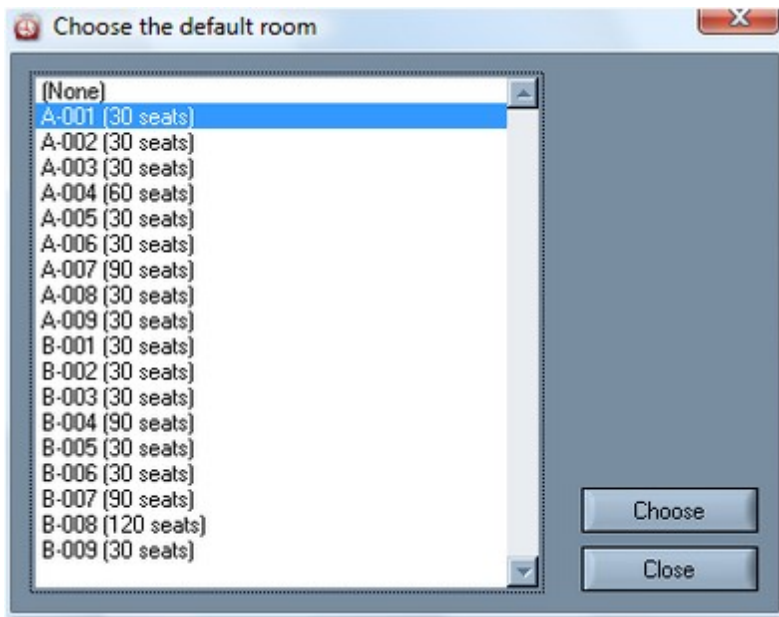 Choose the default room
(None)
A-001 (30 seats)
A-002 (30 seats)
A-003 (30 seats)
A-004 (60 seats)
A-005 (30 seats)
A-006 (30 seats)
A-007 (90 seats)
A-008 (30 seats)
A-009 (30 seats)
B-001 (30 seats)
B-002 (30 seats)
B-003 (30 seats)
B-004 (90 seats)
B-005 (30 seats)
B-006 (30 seats)
B-007 (90 seats)
B-008 (120 seats)
B-009 (30 seats)
Choose
Close